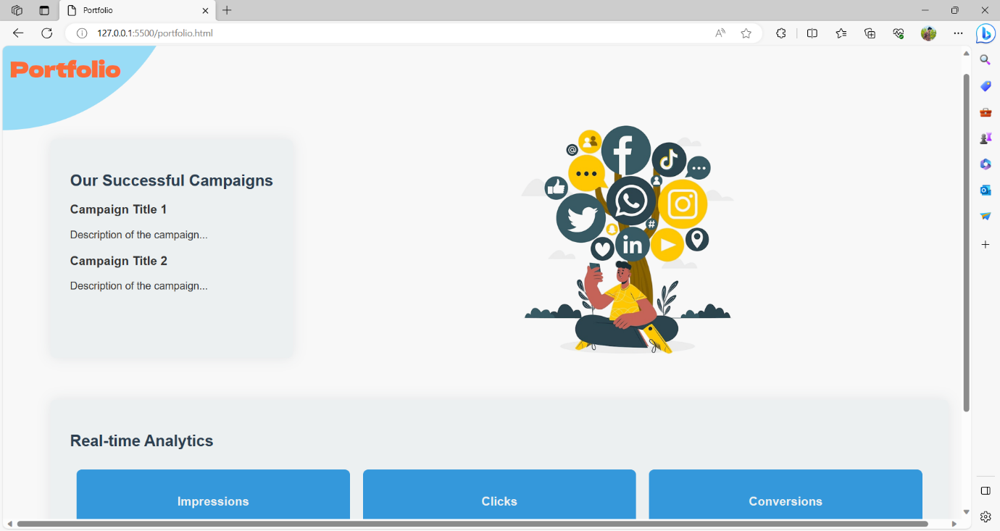 Portfolio
127.0.0.1:5500/portfolio.html
Portfolio
Our Successful Campaigns
Campaign Title 1
Description of the campaign...
Campaign Title 2
Description of the campaign...
@
#
in
Real-time Analytics
Impressions
Clicks
Conversions